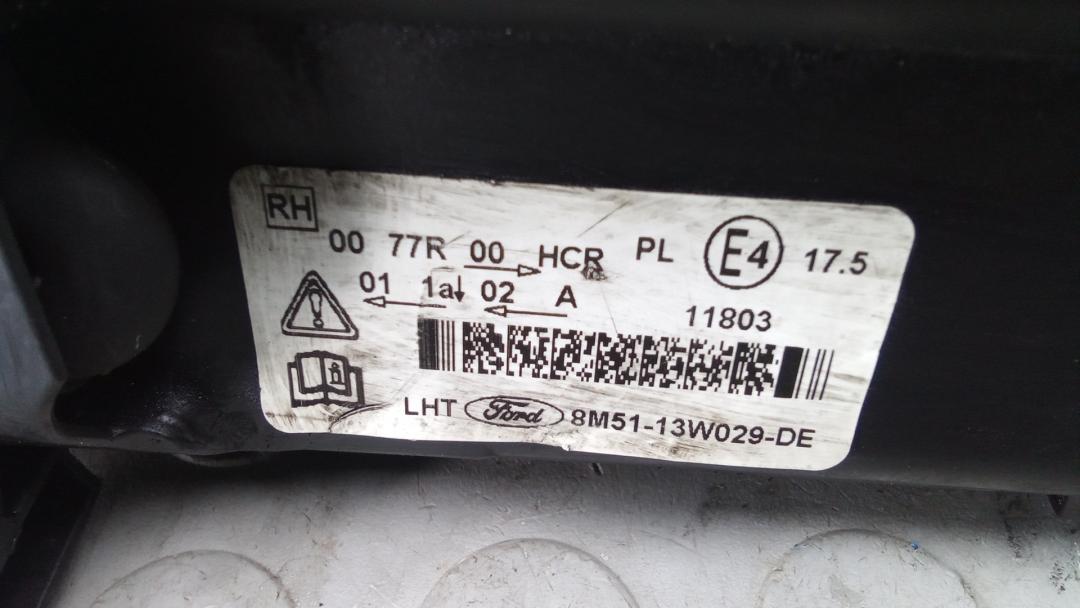 RH
00 77R 00 HCR PL E4 17.5
01 1a 02 A
11803
LHT Ford 8M51-13W029-DE